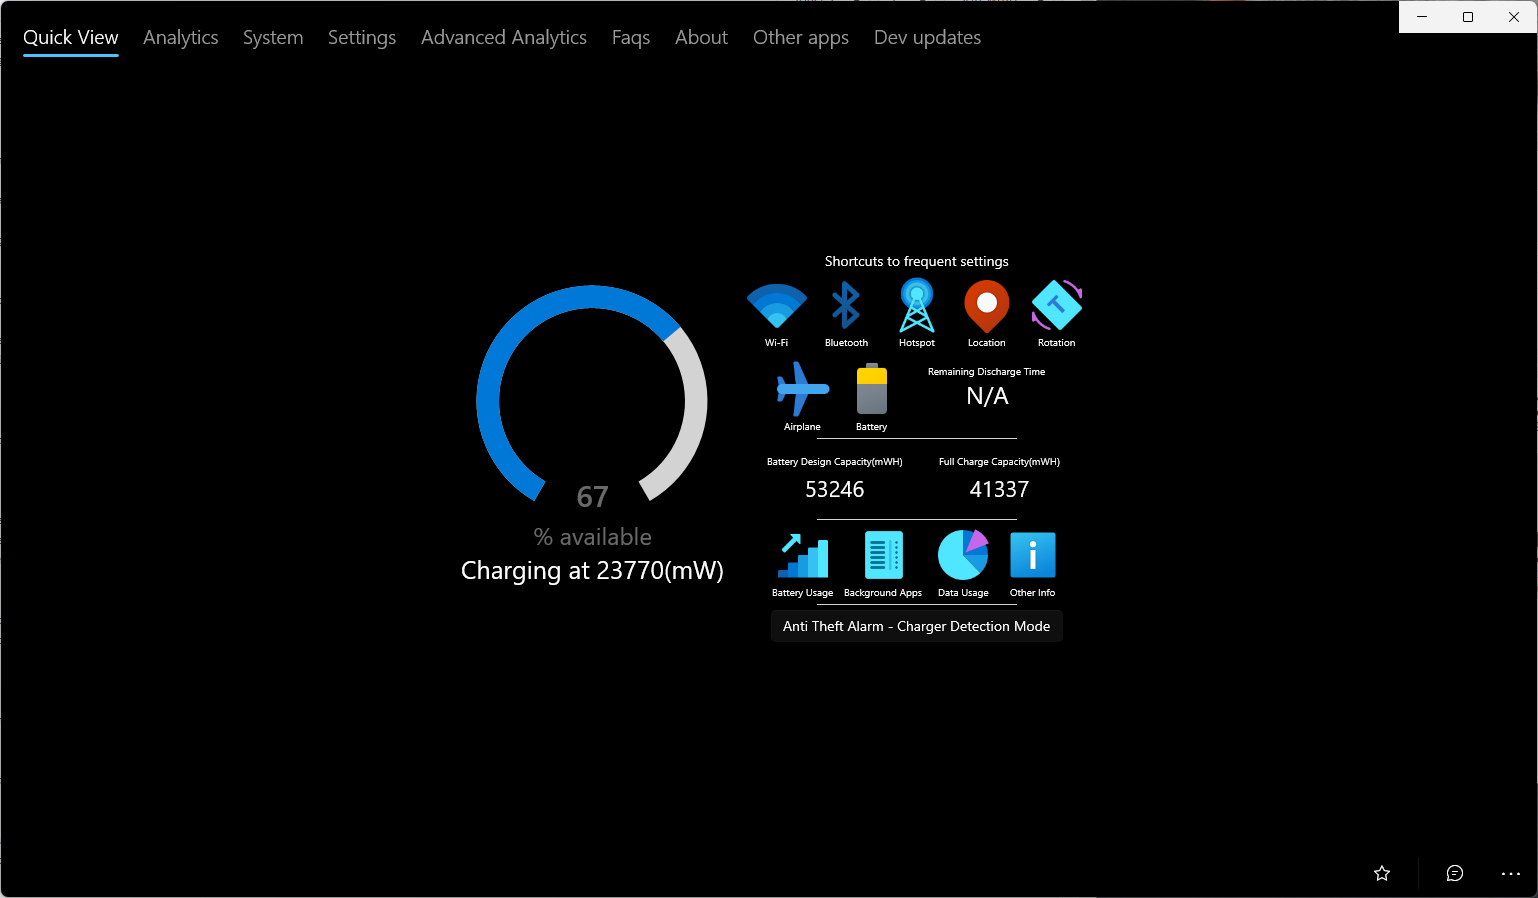 Quick View Analytics System Settings Advanced Analytics Faqs About Other apps Dev updates
67
% available
Charging at 23770(mW)
Shortcuts to frequent settings
Wi-Fi Bluetooth Hotspot Location Rotation
Airplane Battery
Remaining Discharge Time
N/A
Battery Design Capacity(mWH) Full Charge Capacity(mWH)
53246 41337
Battery Usage Background Apps Data Usage Other Info
Anti Theft Alarm - Charger Detection Mode